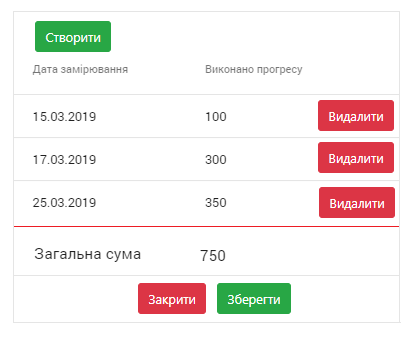 Створити
Дата замірювання Виконано прогресу
15.03.2019 100 Видалити
17.03.2019 300 Видалити
25.03.2019 350 Видалити
Загальна сума 750
Закрити Зберегти